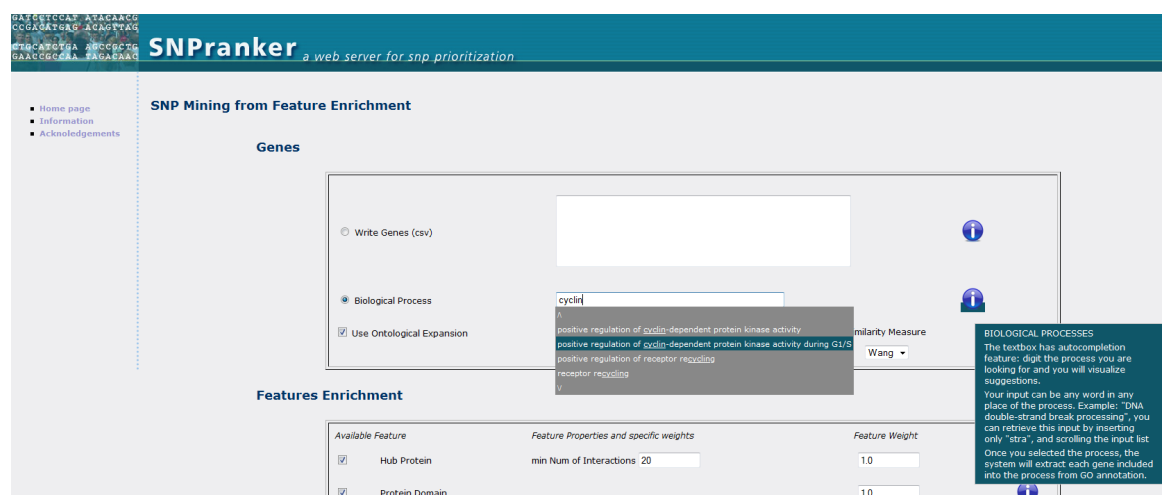 GATCCTCCAT ATACAACG
CCGAGATGAG ACAGTTAG
CTGCATCTGA AGCCGCTG
GAACCGCCAA TAGACAAC
SNPranker a web server for snp prioritization
Home page
Information
Acknoledgements
SNP Mining from Feature Enrichment
Genes
Write Genes (csv)
i
Biological Process
cyclin
i
Use Ontological Expansion
/\
positive regulation of cyclin-dependent protein kinase activity
positive regulation of cyclin-dependent protein kinase activity during G1/S
positive regulation of receptor recycling
receptor recycling
\/
milarity Measure
Wang
BIOLOGICAL PROCESSES
The textbox has autocompletion
feature: digit the process you are
looking for and you will visualize
suggestions.
Your input can be any word in any
place of the process. Example: "DNA
double-strand break processing", you
can retrieve this input by inserting
only "stra", and scrolling the input list
Once you selected the process, the
system will extract each gene included
into the process from GO annotation.
Features Enrichment
Available Feature
Feature Properties and specific weights
Feature Weight
Hub Protein
min Num of Interactions 20
1.0
Protein Domain
1.0